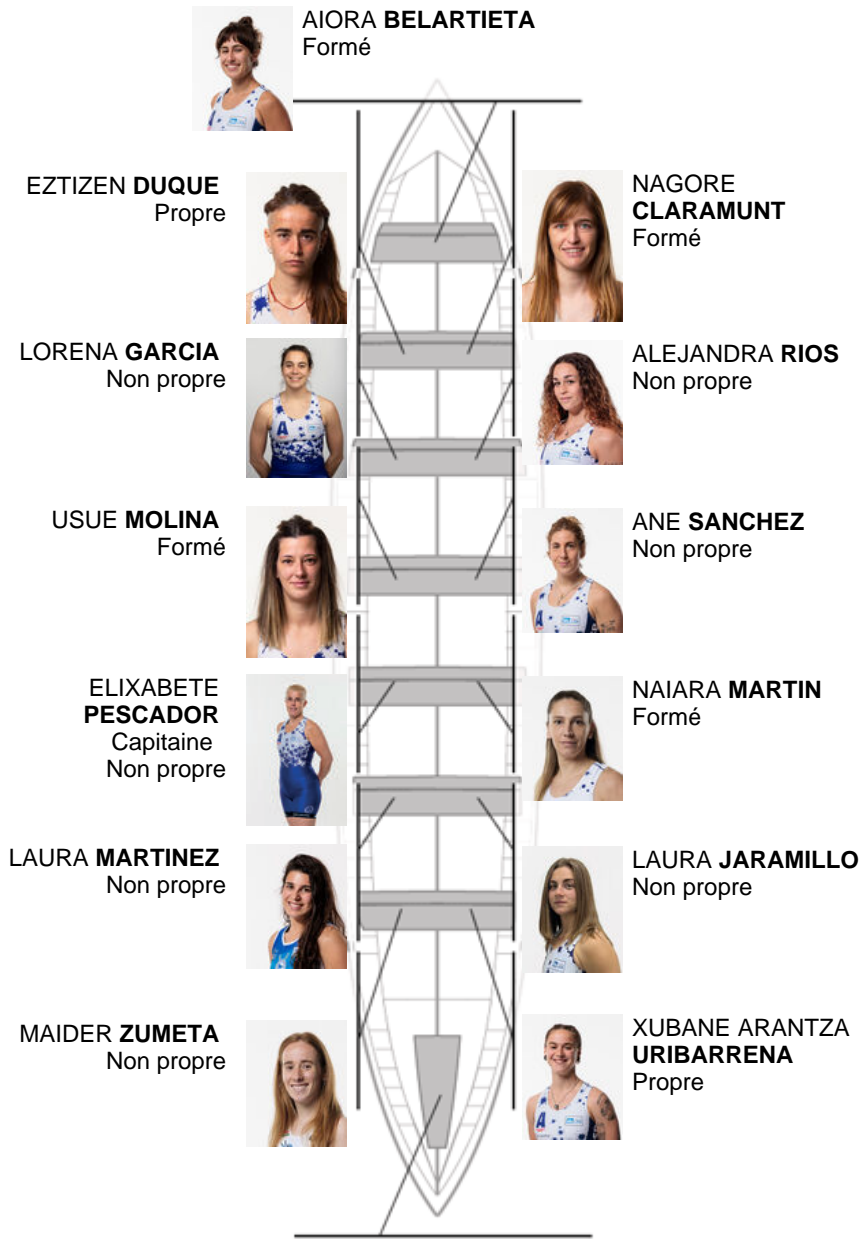 AIORA BELARTIETA
Formé
EZTIZEN DUQUE
Propre
NAGORE
CLARAMUNT
Formé
LORENA GARCIA
Non propre
ALEJANDRA RIOS
Non propre
USUE MOLINA
Formé
ANE SANCHEZ
Non propre
ELIXABETE
PESCADOR
Capitaine
Non propre
NAIARA MARTIN
Formé
LAURA MARTINEZ
Non propre
LAURA JARAMILLO
Non propre
MAIDER ZUMETA
Non propre
XUBANE ARANTZA
URIBARRENA
Propre